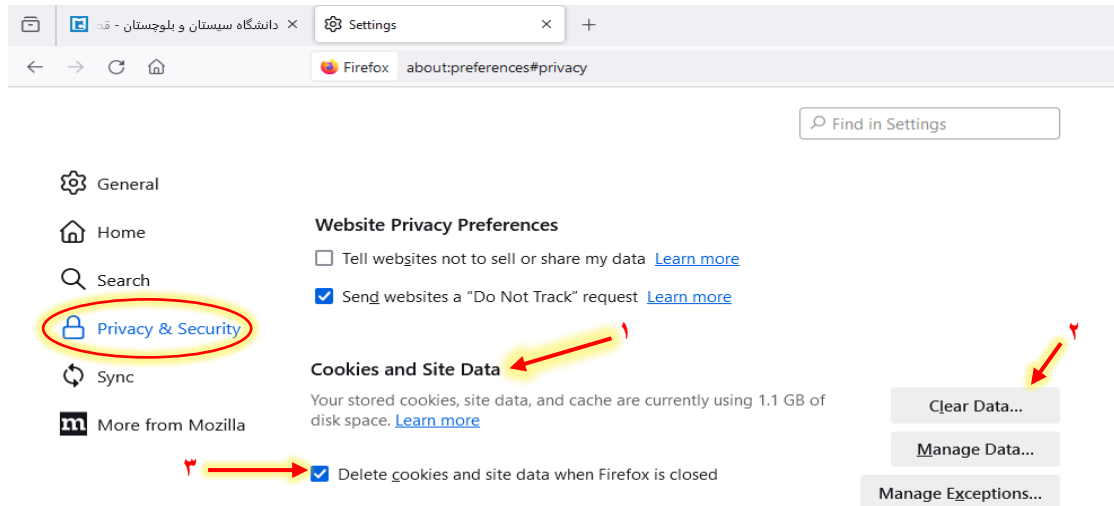 دانشگاه سیستان و بلوچستان - قد
Settings
Firefox about:preferences#privacy
Find in Settings
General
Home
Search
Privacy & Security
Sync
More from Mozilla
Website Privacy Preferences
Tell websites not to sell or share my data Learn more
Send websites a “Do Not Track” request Learn more
۱
۲
Cookies and Site Data
Your stored cookies, site data, and cache are currently using 1.1 GB of
disk space. Learn more
Clear Data...
Manage Data...
۳
Delete cookies and site data when Firefox is closed
Manage Exceptions...